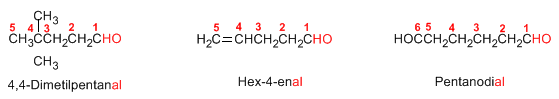 CH₃
5 4 3 2 1
CH₃CCH₂CH₂CHO
CH₃
4,4-Dimetilpentanal
5 4 3 2 1
H₂C=CHCH₂CH₂CHO
Hex-4-enal
6 5 4 3 2 1
HOCCH₂CH₂CH₂CH₂CHO
Pentanodial